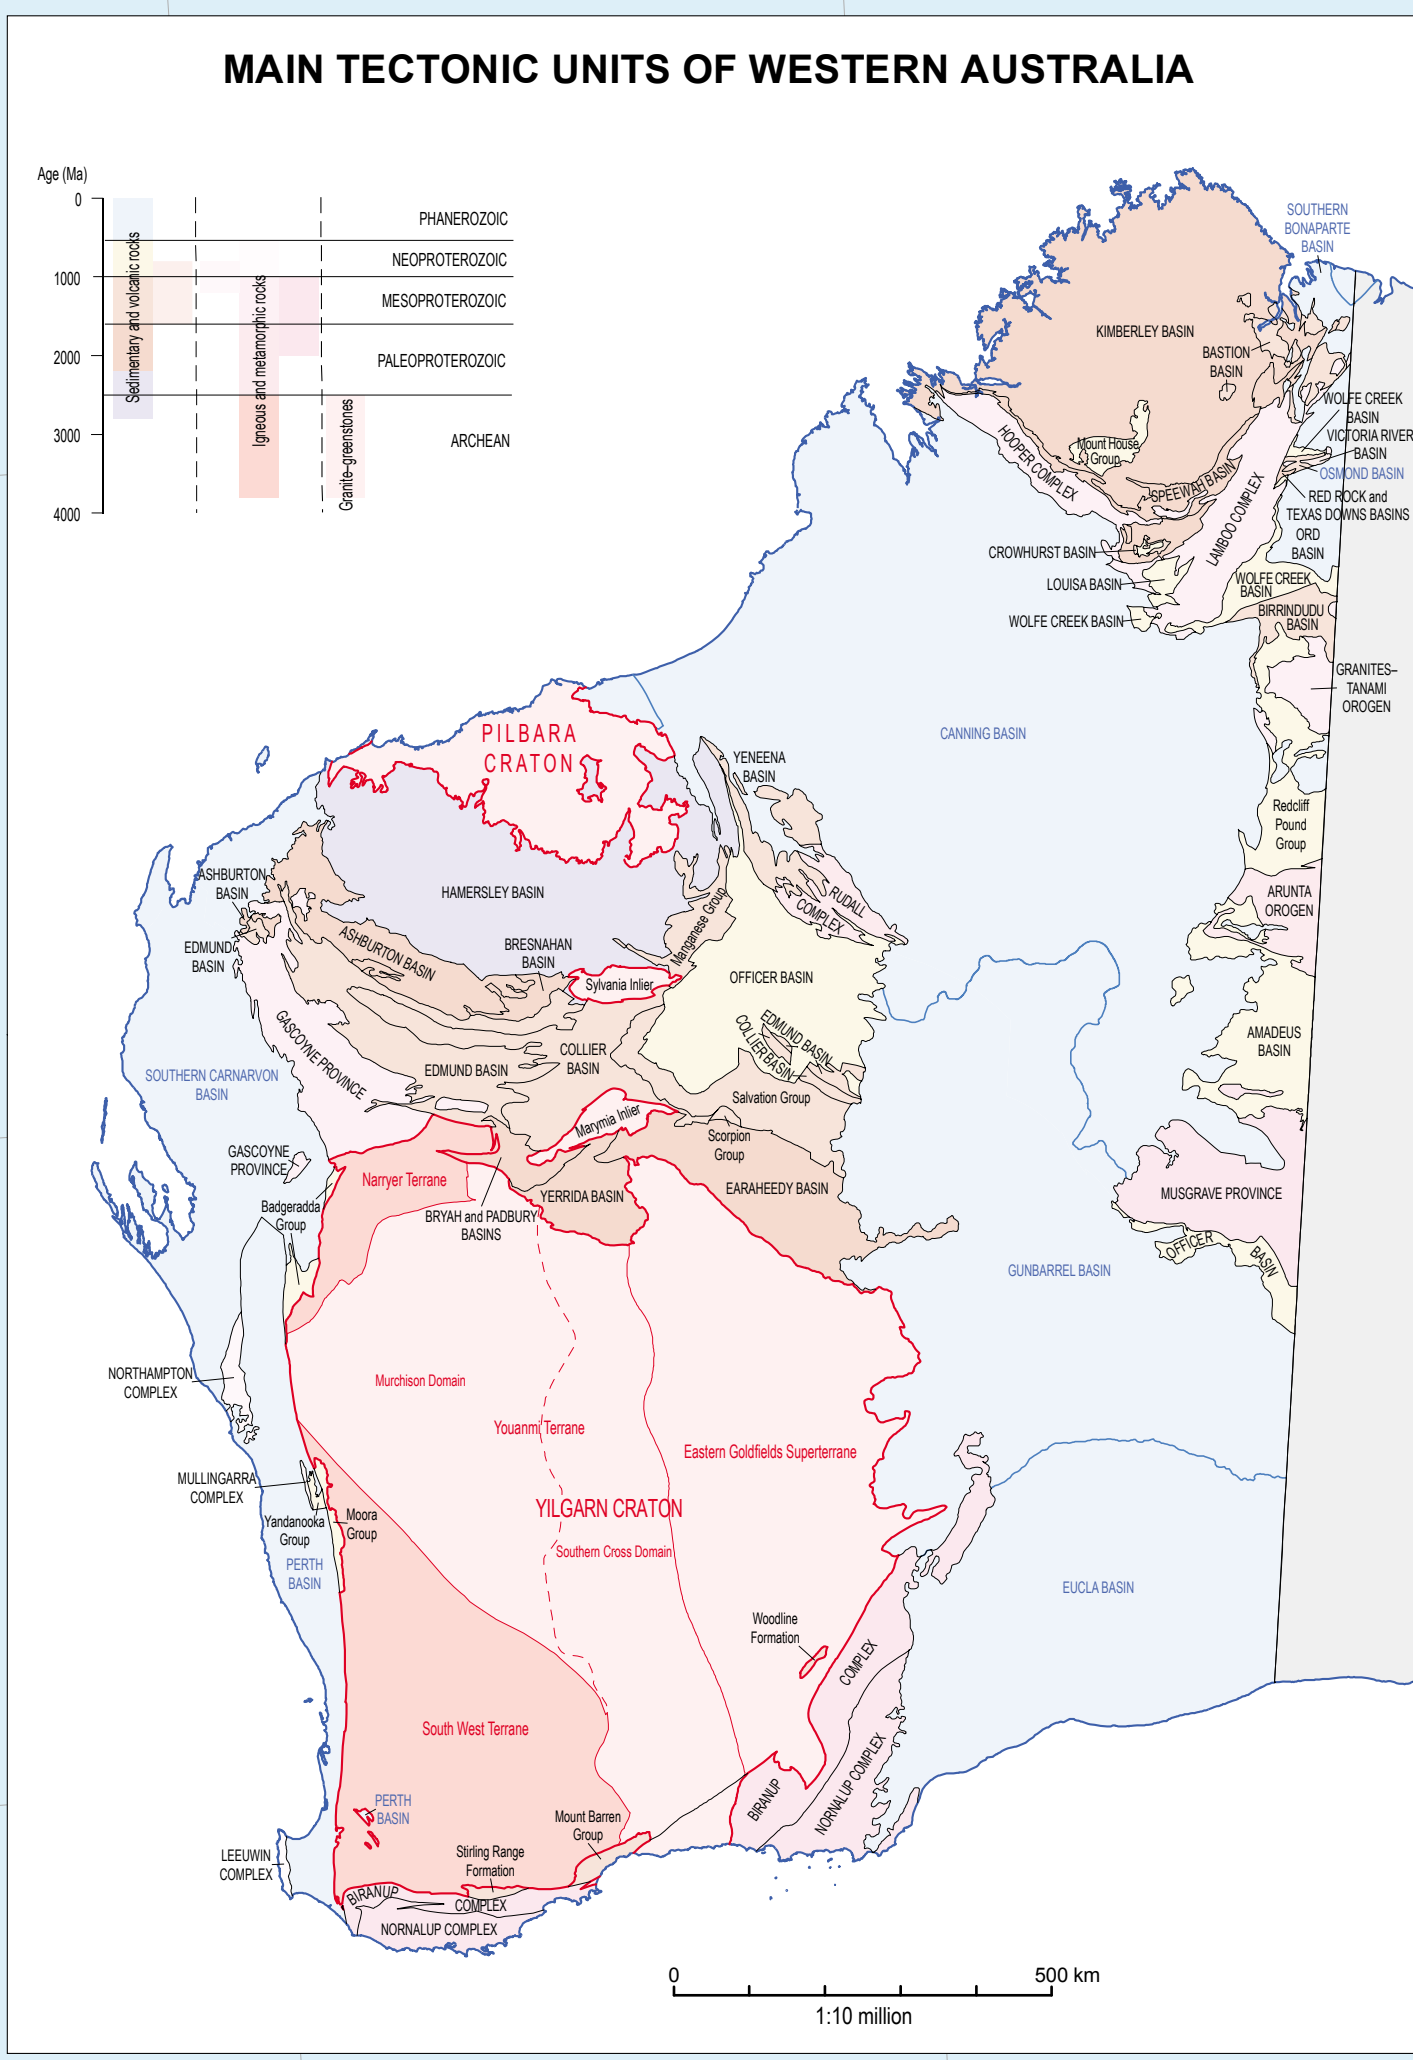 MAIN TECTONIC UNITS OF WESTERN AUSTRALIA
Age (Ma)
0
1000
2000
3000
4000
Sedimentary and volcanic rocks
Igneous and metamorphic rocks
Granite-greenstones
PHANEROZOIC
NEOPROTEROZOIC
MESOPROTEROZOIC
PALEOPROTEROZOIC
ARCHEAN
SOUTHERN
BONAPARTE
BASIN
KIMBERLEY BASIN
BASTION
BASIN
WOLFE CREEK
BASIN
VICTORIA RIVER
BASIN
OSMOND BASIN
RED ROCK and
TEXAS DOWNS BASINS
ORD
BASIN
Mount House
Group
HOOPER COMPLEX
SPEEWAH BASIN
LAMBOO COMPLEX
CROWHURST BASIN
LOUISA BASIN
WOLFE CREEK BASIN
WOLFE CREEK
BASIN
BIRRINDUDU
BASIN
GRANITES–
TANAMI
OROGEN
CANNING BASIN
PILBARA
CRATON
YENEENA
BASIN
Redcliff
Pound
Group
ASHBURTON
BASIN
HAMERSLEY BASIN
RUDALL
COMPLEX
ARUNTA
OROGEN
Manganese Group
EDMUND
BASIN
ASHBURTON BASIN
BRESNAHAN
BASIN
Sylvania Inlier
OFFICER BASIN
GASCOYNE PROVINCE
EDMUND BASIN
COLLIER BASIN
AMADEUS
BASIN
COLLIER
BASIN
EDMUND BASIN
SOUTHERN CARNARVON
BASIN
Salvation Group
Marymia Inlier
Scorpion
Group
GASCOYNE
PROVINCE
Narryer Terrane
YERRIDA BASIN
EARAHEEDY BASIN
MUSGRAVE PROVINCE
Badgeradda
Group
BRYAH and PADBURY
BASINS
OFFICER
BASIN
GUNBARREL BASIN
NORTHAMPTON
COMPLEX
Murchison Domain
Youanmi Terrane
Eastern Goldfields Superterrane
MULLINGARRA
COMPLEX
YILGARN CRATON
Yandanooka
Group
Moora
Group
Southern Cross Domain
PERTH
BASIN
EUCLA BASIN
Woodline
Formation
COMPLEX
South West Terrane
BIRANUP
NORNALUP COMPLEX
PERTH
BASIN
Mount Barren
Group
Stirling Range
Formation
LEEUWIN
COMPLEX
BIRANUP
COMPLEX
NORNALUP COMPLEX
0
500 km
1:10 million